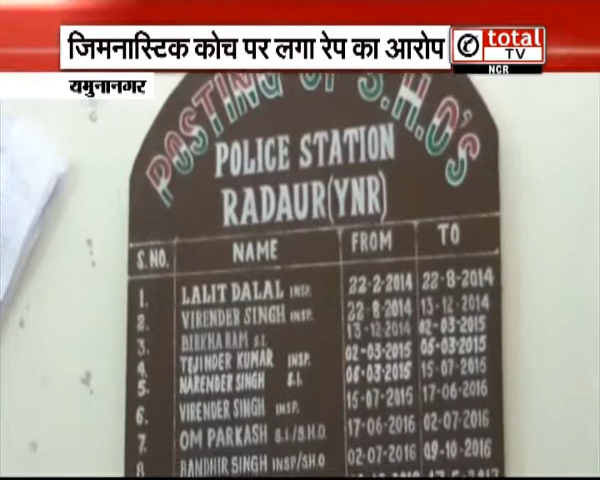 जिमनास्टिक कोच पर लगा रेप का आरोप
total
TV
NCR
यमुनानगर
POSTING OF S.H.O'S
POLICE STATION
RADAUR(YNR)
S.NO. NAME FROM TO
1. LALIT DALAL INSP. 22-2-2014 22-8-2014
2. VIRENDER SINGH INSP. 22-8-2014 13-12-2014
3. BIRKHA RAM S.I. 13-12-2014 02-03-2015
4. TEJINDER KUMAR INSP. 02-03-2015 05-03-2015
5. NARENDER SINGH S.I. 06-03-2015 15-07-2015
6. VIRENDER SINGH INSP. 15-07-2015 17-06-2016
7. OM PARKASH S.I./S.H.O 17-06-2016 02-07-2016
8 RANDHIR SINGH INSP/SH.O 02-07-2016 09-10-2016